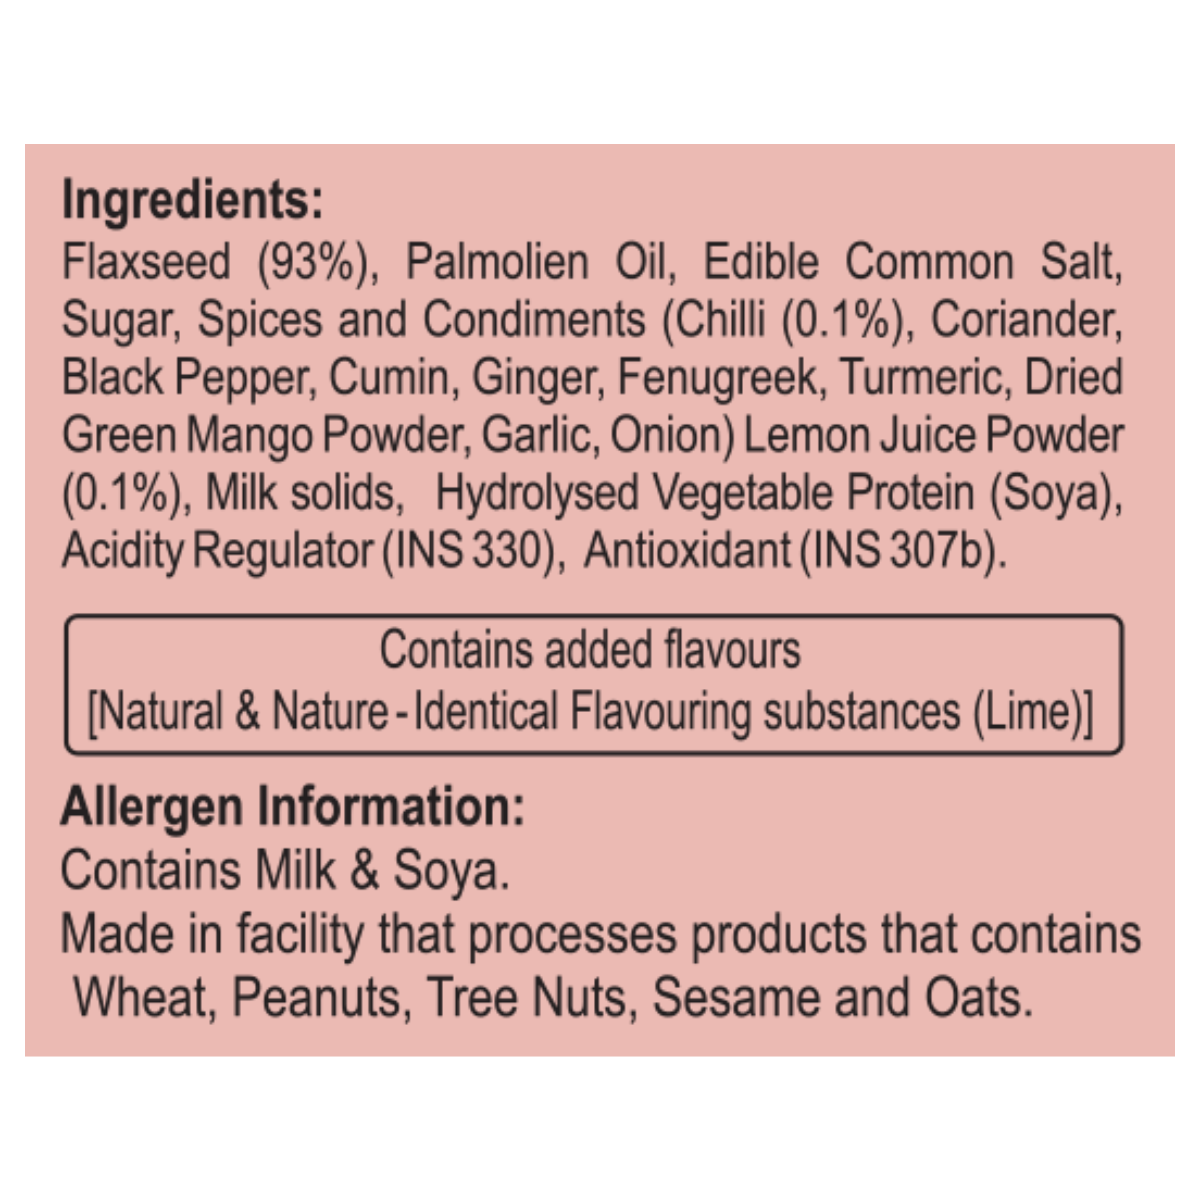 Ingredients:
Flaxseed (93%), Palmolien Oil, Edible Common Salt,
Sugar, Spices and Condiments (Chilli (0.1%), Coriander,
Black Pepper, Cumin, Ginger, Fenugreek, Turmeric, Dried
Green Mango Powder, Garlic, Onion) Lemon Juice Powder
(0.1%), Milk solids, Hydrolysed Vegetable Protein (Soya),
Acidity Regulator (INS 330), Antioxidant (INS 307b).
Contains added flavours
[Natural & Nature-Identical Flavouring substances (Lime)]
Allergen Information:
Contains Milk & Soya.
Made in facility that processes products that contains
Wheat, Peanuts, Tree Nuts, Sesame and Oats.